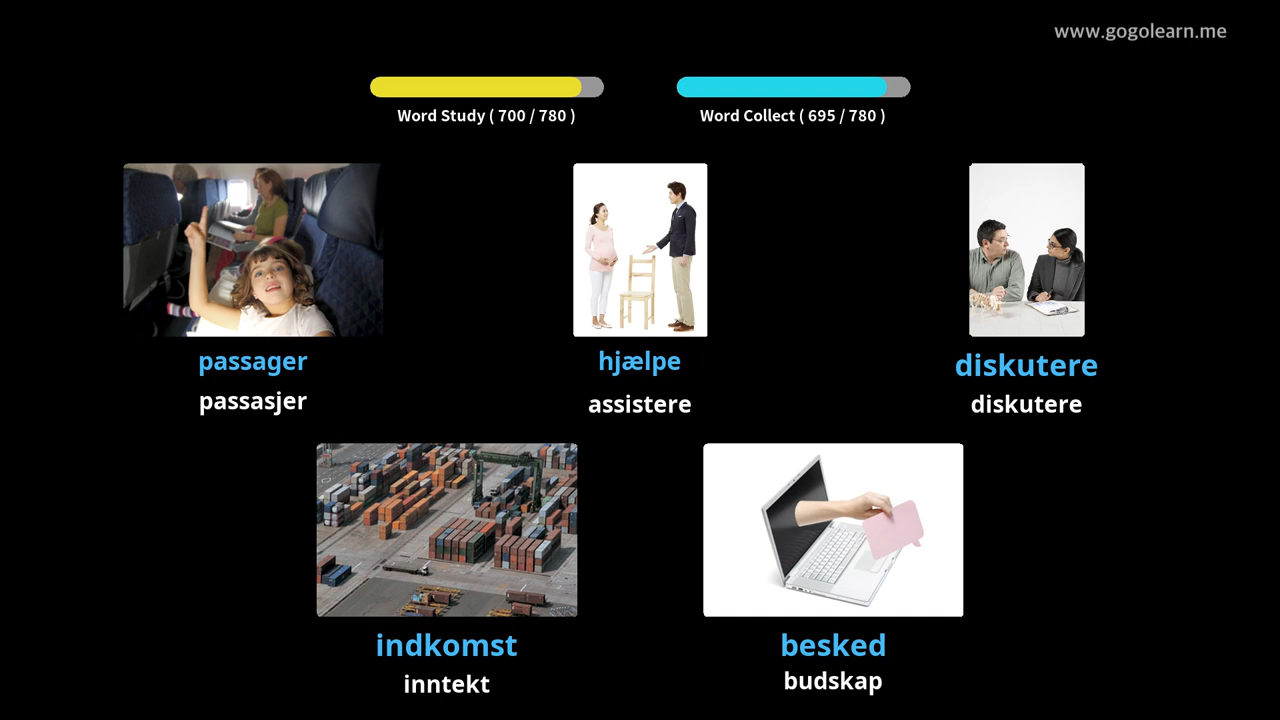 www.gogolearn.me
Word Study ( 700 / 780 )
Word Collect ( 695 / 780 )
passager
passasjer
hjælpe
assistere
diskutere
diskutere
indkomst
inntekt
besked
budskap